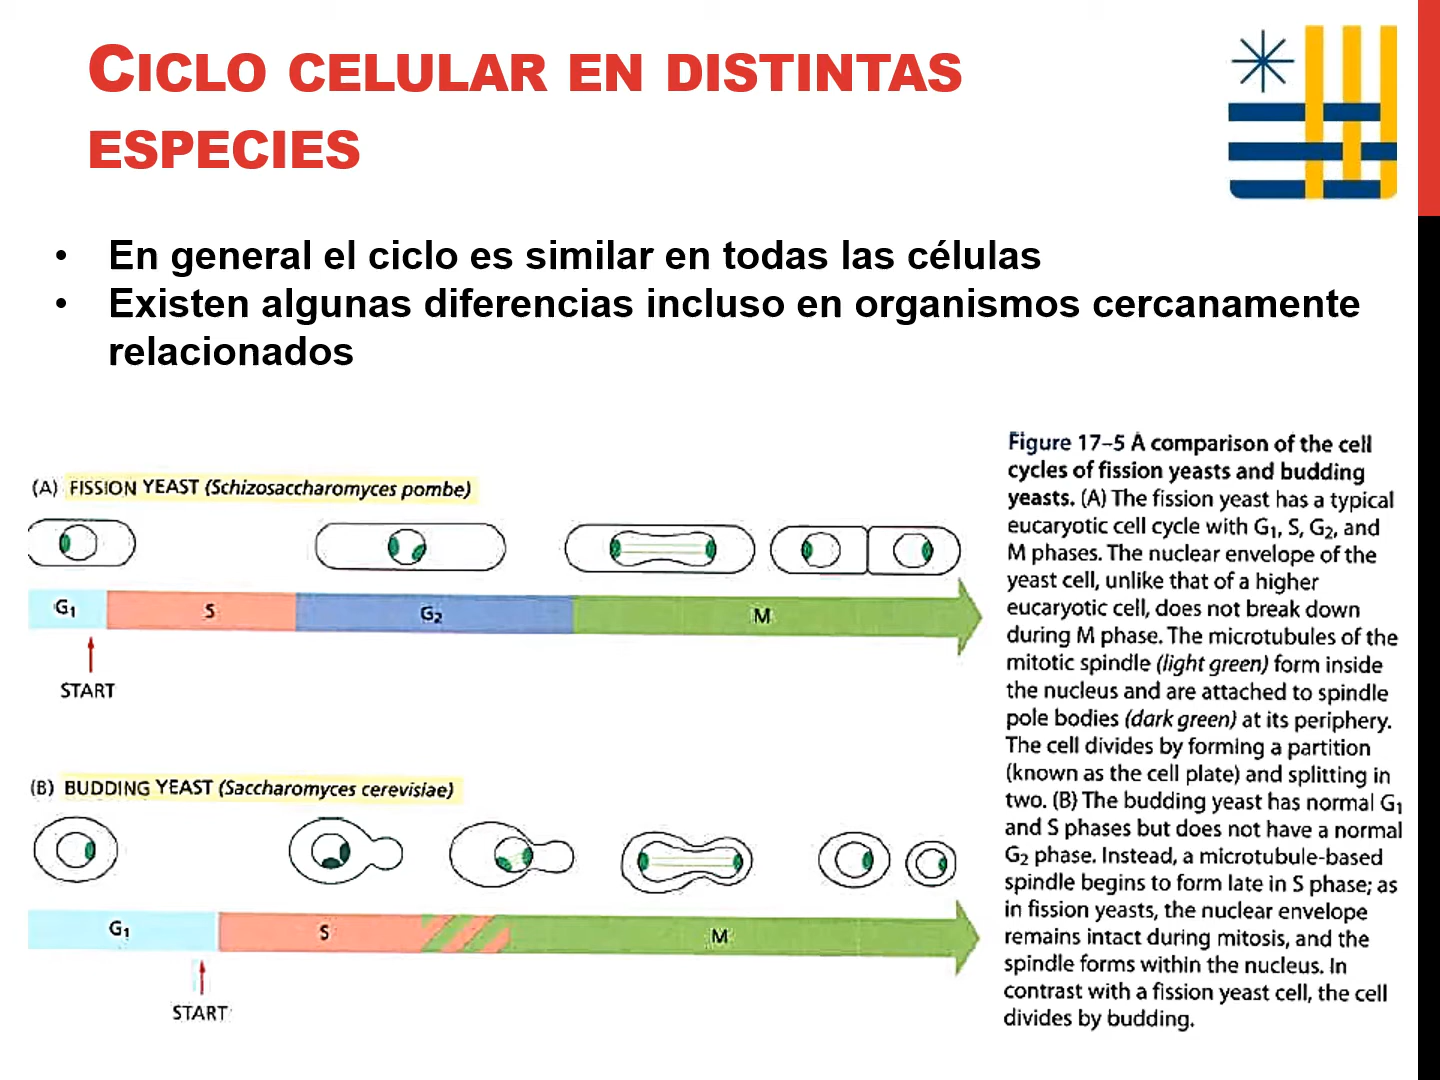 CICLO CELULAR EN DISTINTAS
ESPECIES
• En general el ciclo es similar en todas las células
• Existen algunas diferencias incluso en organismos cercanamente
relacionados
(A) FISSION YEAST (Schizosaccharomyces pombe)
G1 S G2 M
START
(B) BUDDING YEAST (Saccharomyces cerevisiae)
G1 S M
START
Figure 17–5 A comparison of the cell
cycles of fission yeasts and budding
yeasts. (A) The fission yeast has a typical
eucaryotic cell cycle with G1, S, G2, and
M phases. The nuclear envelope of the
yeast cell, unlike that of a higher
eucaryotic cell, does not break down
during M phase. The microtubules of the
mitotic spindle (light green) form inside
the nucleus and are attached to spindle
pole bodies (dark green) at its periphery.
The cell divides by forming a partition
(known as the cell plate) and splitting in
two. (B) The budding yeast has normal G1
and S phases but does not have a normal
G2 phase. Instead, a microtubule-based
spindle begins to form late in S phase; as
in fission yeasts, the nuclear envelope
remains intact during mitosis, and the
spindle forms within the nucleus. In
contrast with a fission yeast cell, the cell
divides by budding.